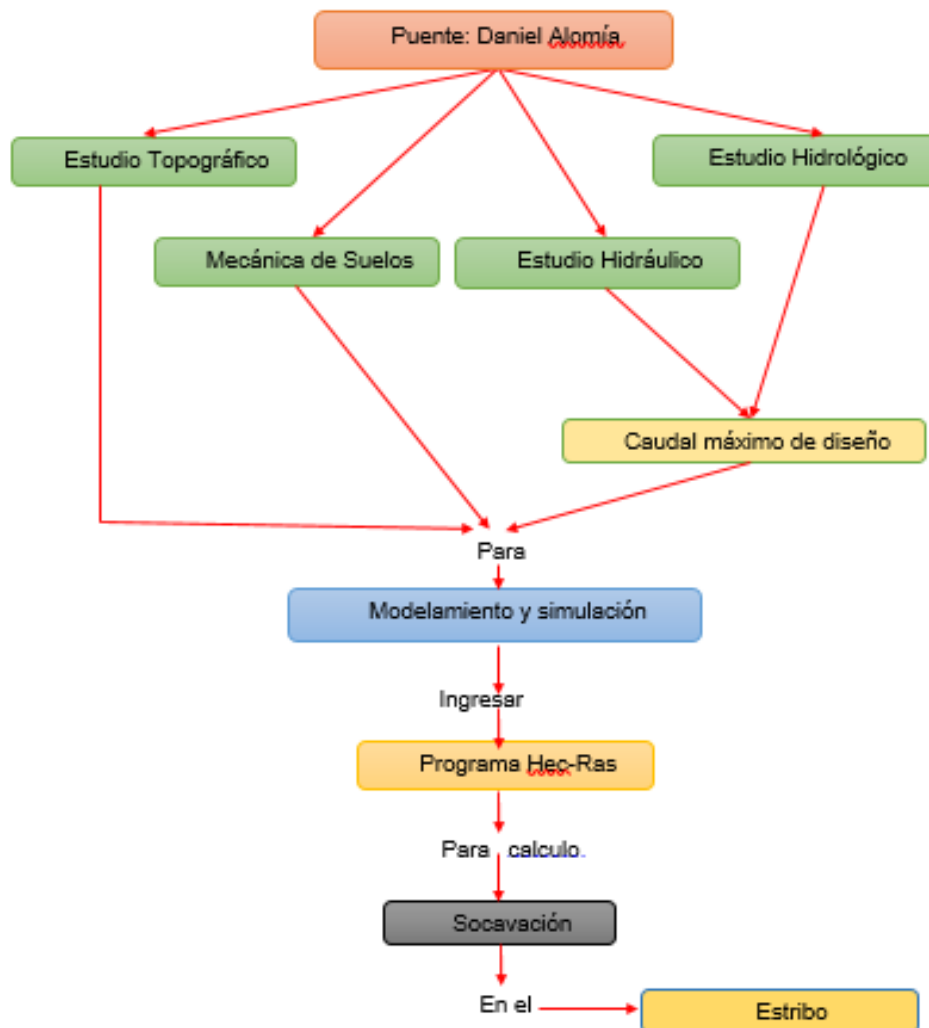 Puente: Daniel Alomía
Estudio Topográfico
Estudio Hidrológico
Mecánica de Suelos
Estudio Hidráulico
Caudal máximo de diseño
Para
Modelamiento y simulación
Ingresar
Programa Hec-Ras
Para calculo.
Socavación
En el
Estribo